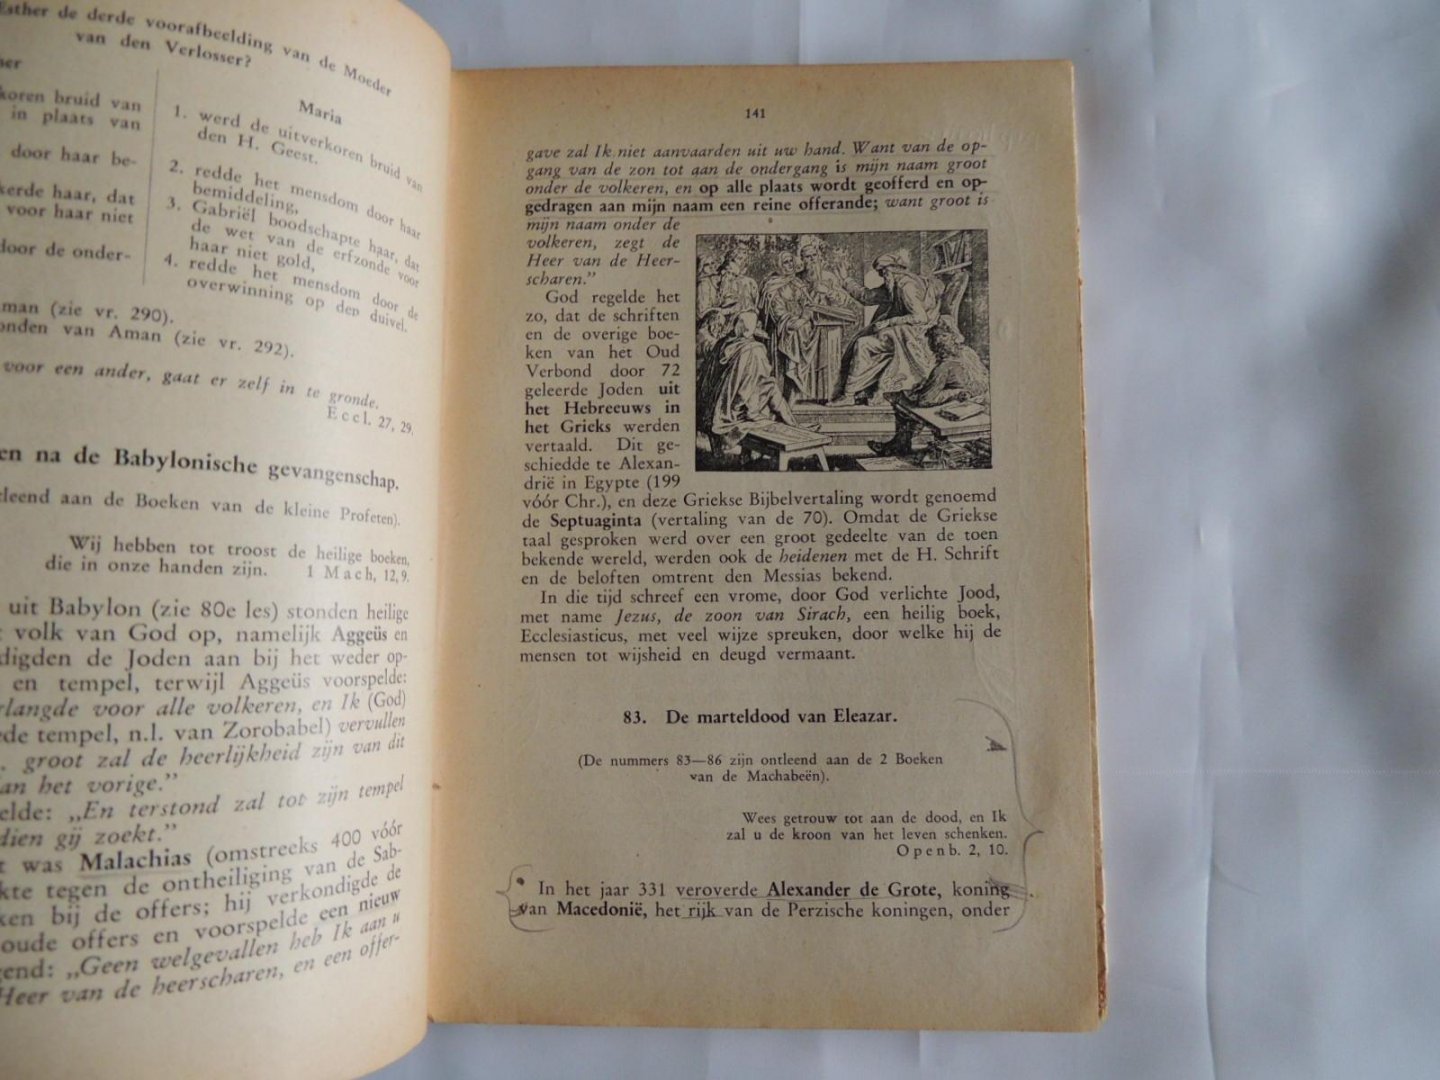 Esther de derde voorafbeelding van de Moeder
van den Verlosser?
Maria
koren bruid van
in plaats van
door haar be-
kerde haar, dat
voor haar niet
door de onder-
1. werd de uitverkoren bruid van
den H. Geest.
2. redde het mensdom door haar
bemiddeling,
3. Gabriël boodschapte haar, dat
de wet van de erfzonde voor
haar niet gold,
4. redde het mensdom door de
overwinning op den duivel.
man (zie vr. 290).
onden van Aman (zie vr. 292).
voor een ander, gaat er zelf in te gronde.
Eccl. 27, 29.
en na de Babylonische gevangenschap.
leend aan de Boeken van de kleine Profeten).
Wij hebben tot troost de heilige boeken,
die in onze handen zijn. 1 Mach, 12,9.
uit Babylon (zie 80e les) stonden heilige
volk van God op, namelijk Aggeüs en
digden de Joden aan bij het weder op-
en tempel, terwijl Aggeüs voorspelde:
rlangde voor alle volkeren, en Ik (God)
de tempel, n.l. van Zorobabel) vervullen
groot zal de heerlijkheid zijn van dit
an het vorige.”
elde: „En terstond zal tot zijn tempel
dien gij zoekt.”
was Malachias (omstreeks 400 vóór
kte tegen de ontheiliging van de Sab-
ken bij de offers; hij verkondigde de
oude offers en voorspelde een nieuw
gend: „Geen welgevallen heb Ik aan u
Heer van de heerscharen, en een offer-
141
gave zal Ik niet aanvaarden uit uw hand. Want van de op-
gang van de zon tot aan de ondergang is mijn naam groot
onder de volkeren, en op alle plaats wordt geofferd en op-
gedragen aan mijn naam een reine offerande; want groot is
mijn naam onder de
volkeren, zegt de
Heer van de Heer-
scharen.”
God regelde het
zo, dat de schriften
en de overige boe-
ken van het Oud
Verbond door 72
geleerde Joden uit
het Hebreeuws in
het Grieks werden
vertaald. Dit ge-
schiedde te Alexan-
drië in Egypte (199
vóór Chr.), en deze Griekse Bijbelvertaling wordt genoemd
de Septuaginta (vertaling van de 70). Omdat de Griekse
taal gesproken werd over een groot gedeelte van de toen
bekende wereld, werden ook de heidenen met de H. Schrift
en de beloften omtrent den Messias bekend.
In die tijd schreef een vrome, door God verlichte Jood,
met name Jezus, de zoon van Sirach, een heilig boek,
Ecclesiasticus, met veel wijze spreuken, door welke hij de
mensen tot wijsheid en deugd vermaant.
83. De marteldood van Eleazar.
(De nummers 83—86 zijn ontleend aan de 2 Boeken
van de Machabeën).
Wees getrouw tot aan de dood, en Ik
zal u de kroon van het leven schenken.
Openb. 2, 10.
In het jaar 331 veroverde Alexander de Grote, koning
van Macedonië, het rijk van de Perzische koningen, onder